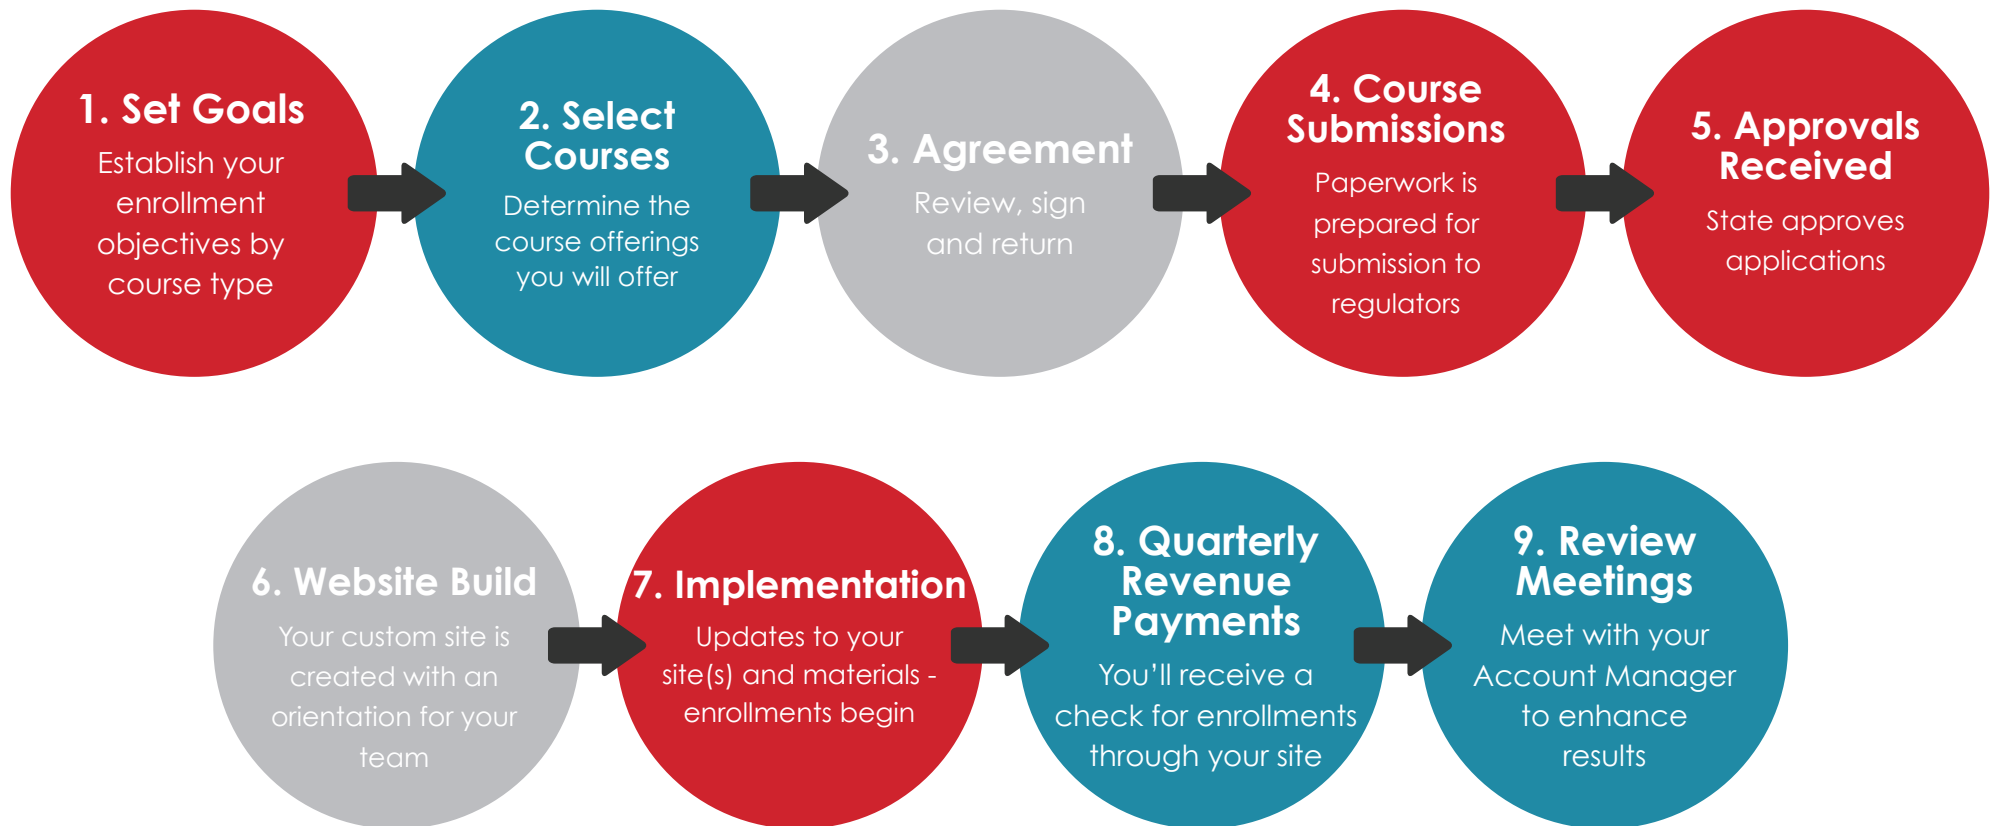 1. Set Goals
Establish your
enrollment
objectives by
course type
2. Select
Courses
Determine the
course offerings
you will offer
3. Agreement
Review, sign
and return
4. Course
Submissions
Paperwork is
prepared for
submission to
regulators
5. Approvals
Received
State approves
applications
6. Website Build
Your custom site is
created with an
orientation for your
team
7. Implementation
Updates to your
site(s) and materials -
enrollments begin
8. Quarterly
Revenue
Payments
You’ll receive a
check for enrollments
through your site
9. Review
Meetings
Meet with your
Account Manager
to enhance
results